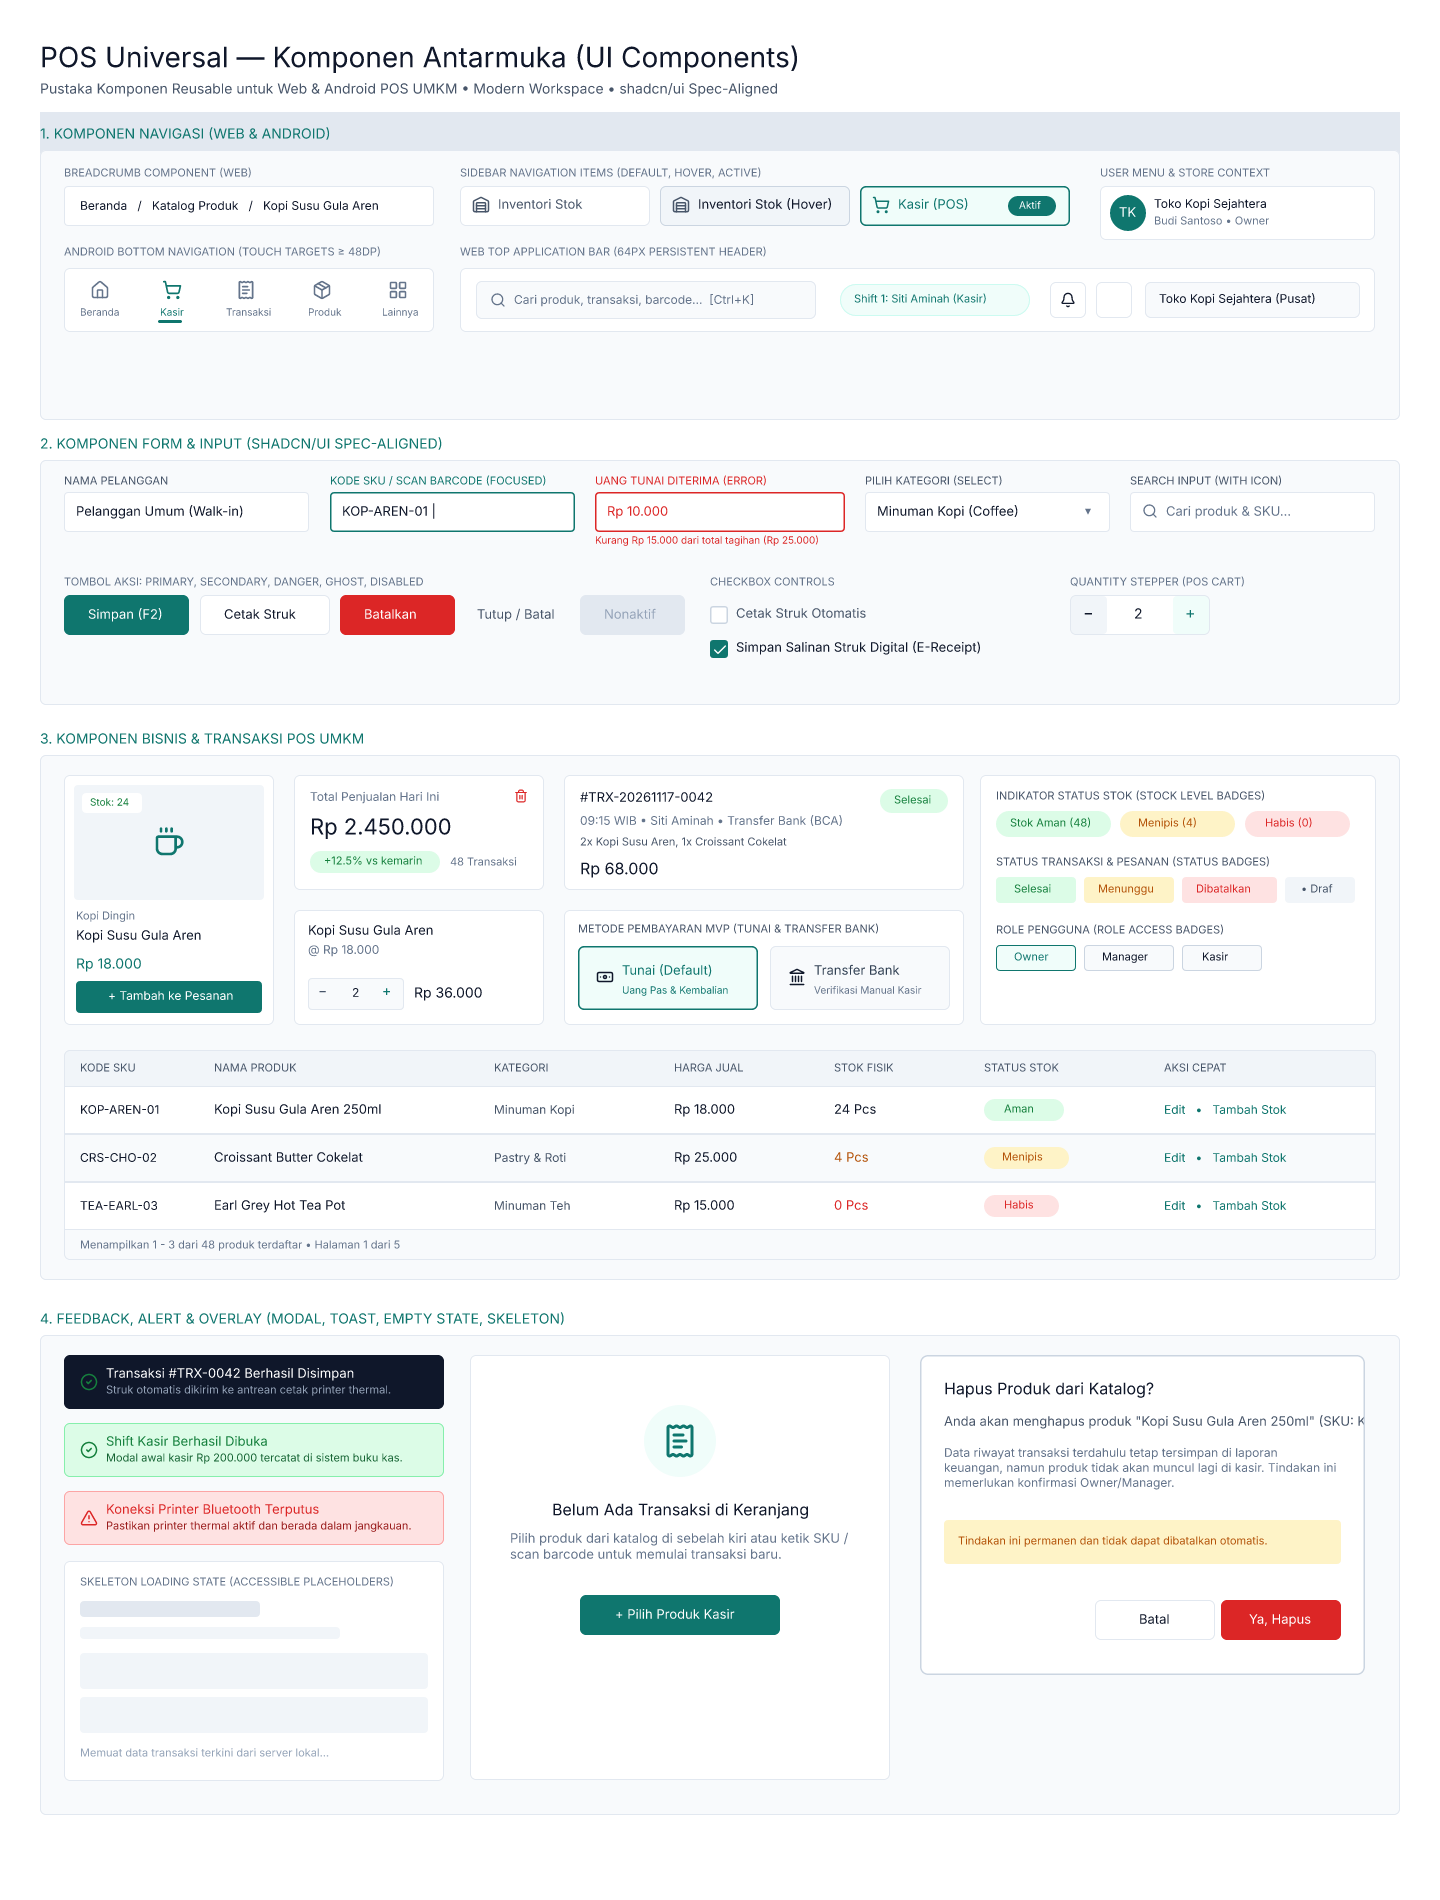 POS Universal — Komponen Antarmuka (UI Components)
Pustaka Komponen Reusable untuk Web & Android POS UMKM • Modern Workspace • shadcn/ui Spec-Aligned
1. KOMPONEN NAVIGASI (WEB & ANDROID)
BREADCRUMB COMPONENT (WEB)
Beranda / Katalog Produk / Kopi Susu Gula Aren
SIDEBAR NAVIGATION ITEMS (DEFAULT, HOVER, ACTIVE)
Inventori Stok
Inventori Stok (Hover)
Kasir (POS)
Aktif
USER MENU & STORE CONTEXT
TK
Toko Kopi Sejahtera
Budi Santoso • Owner
ANDROID BOTTOM NAVIGATION (TOUCH TARGETS ≥ 48DP)
Beranda
Kasir
Transaksi
Produk
Lainnya
WEB TOP APPLICATION BAR (64PX PERSISTENT HEADER)
Cari produk, transaksi, barcode... [Ctrl+K]
Shift 1: Siti Aminah (Kasir)
Toko Kopi Sejahtera (Pusat)
2. KOMPONEN FORM & INPUT (SHADCN/UI SPEC-ALIGNED)
NAMA PELANGGAN
Pelanggan Umum (Walk-in)
KODE SKU / SCAN BARCODE (FOCUSED)
KOP-AREN-01 |
UANG TUNAI DITERIMA (ERROR)
Rp 10.000
Kurang Rp 15.000 dari total tagihan (Rp 25.000)
PILIH KATEGORI (SELECT)
Minuman Kopi (Coffee) ▼
SEARCH INPUT (WITH ICON)
Cari produk & SKU...
TOMBOL AKSI: PRIMARY, SECONDARY, DANGER, GHOST, DISABLED
Simpan (F2)
Cetak Struk
Batalkan
Tutup / Batal
Nonaktif
CHECKBOX CONTROLS
Cetak Struk Otomatis
Simpan Salinan Struk Digital (E-Receipt)
QUANTITY STEPPER (POS CART)
− 2 +
3. KOMPONEN BISNIS & TRANSAKSI POS UMKM
Stok: 24
Kopi Dingin
Kopi Susu Gula Aren
Rp 18.000
+ Tambah ke Pesanan
Total Penjualan Hari Ini
Rp 2.450.000
+12.5% vs kemarin
48 Transaksi
Kopi Susu Gula Aren
@ Rp 18.000
− 2 +
Rp 36.000
#TRX-20261117-0042
Selesai
09:15 WIB • Siti Aminah • Transfer Bank (BCA)
2x Kopi Susu Aren, 1x Croissant Cokelat
Rp 68.000
METODE PEMBAYARAN MVP (TUNAI & TRANSFER BANK)
Tunai (Default)
Uang Pas & Kembalian
Transfer Bank
Verifikasi Manual Kasir
INDIKATOR STATUS STOK (STOCK LEVEL BADGES)
Stok Aman (48)
Menipis (4)
Habis (0)
STATUS TRANSAKSI & PESANAN (STATUS BADGES)
Selesai
Menunggu
Dibatalkan
• Draf
ROLE PENGGUNA (ROLE ACCESS BADGES)
Owner
Manager
Kasir
KODE SKU NAMA PRODUK KATEGORI HARGA JUAL STOK FISIK STATUS STOK AKSI CEPAT
KOP-AREN-01 Kopi Susu Gula Aren 250ml Minuman Kopi Rp 18.000 24 Pcs Aman Edit • Tambah Stok
CRS-CHO-02 Croissant Butter Cokelat Pastry & Roti Rp 25.000 4 Pcs Menipis Edit • Tambah Stok
TEA-EARL-03 Earl Grey Hot Tea Pot Minuman Teh Rp 15.000 0 Pcs Habis Edit • Tambah Stok
Menampilkan 1 - 3 dari 48 produk terdaftar • Halaman 1 dari 5
4. FEEDBACK, ALERT & OVERLAY (MODAL, TOAST, EMPTY STATE, SKELETON)
Transaksi #TRX-0042 Berhasil Disimpan
Struk otomatis dikirim ke antrean cetak printer thermal.
Shift Kasir Berhasil Dibuka
Modal awal kasir Rp 200.000 tercatat di sistem buku kas.
Koneksi Printer Bluetooth Terputus
Pastikan printer thermal aktif dan berada dalam jangkauan.
SKELETON LOADING STATE (ACCESSIBLE PLACEHOLDERS)
Memuat data transaksi terkini dari server lokal...
Belum Ada Transaksi di Keranjang
Pilih produk dari katalog di sebelah kiri atau ketik SKU /
scan barcode untuk memulai transaksi baru.
+ Pilih Produk Kasir
Hapus Produk dari Katalog?
Anda akan menghapus produk "Kopi Susu Gula Aren 250ml" (SKU: K
Data riwayat transaksi terdahulu tetap tersimpan di laporan
keuangan, namun produk tidak akan muncul lagi di kasir. Tindakan ini
memerlukan konfirmasi Owner/Manager.
Tindakan ini permanen dan tidak dapat dibatalkan otomatis.
Batal
Ya, Hapus